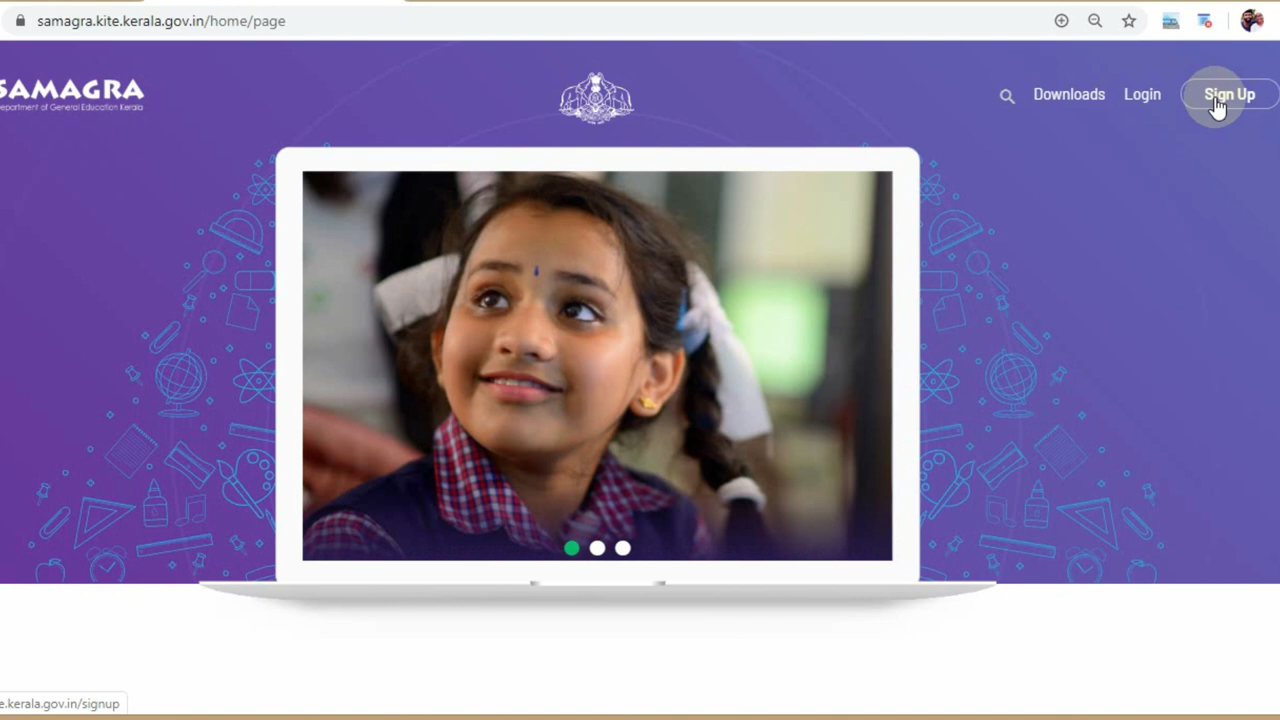 samagra.kite.kerala.gov.in/home/page
SAMAGRA
Department of General Education Kerala
Downloads
Login
Sign Up
e.kerala.gov.in/signup